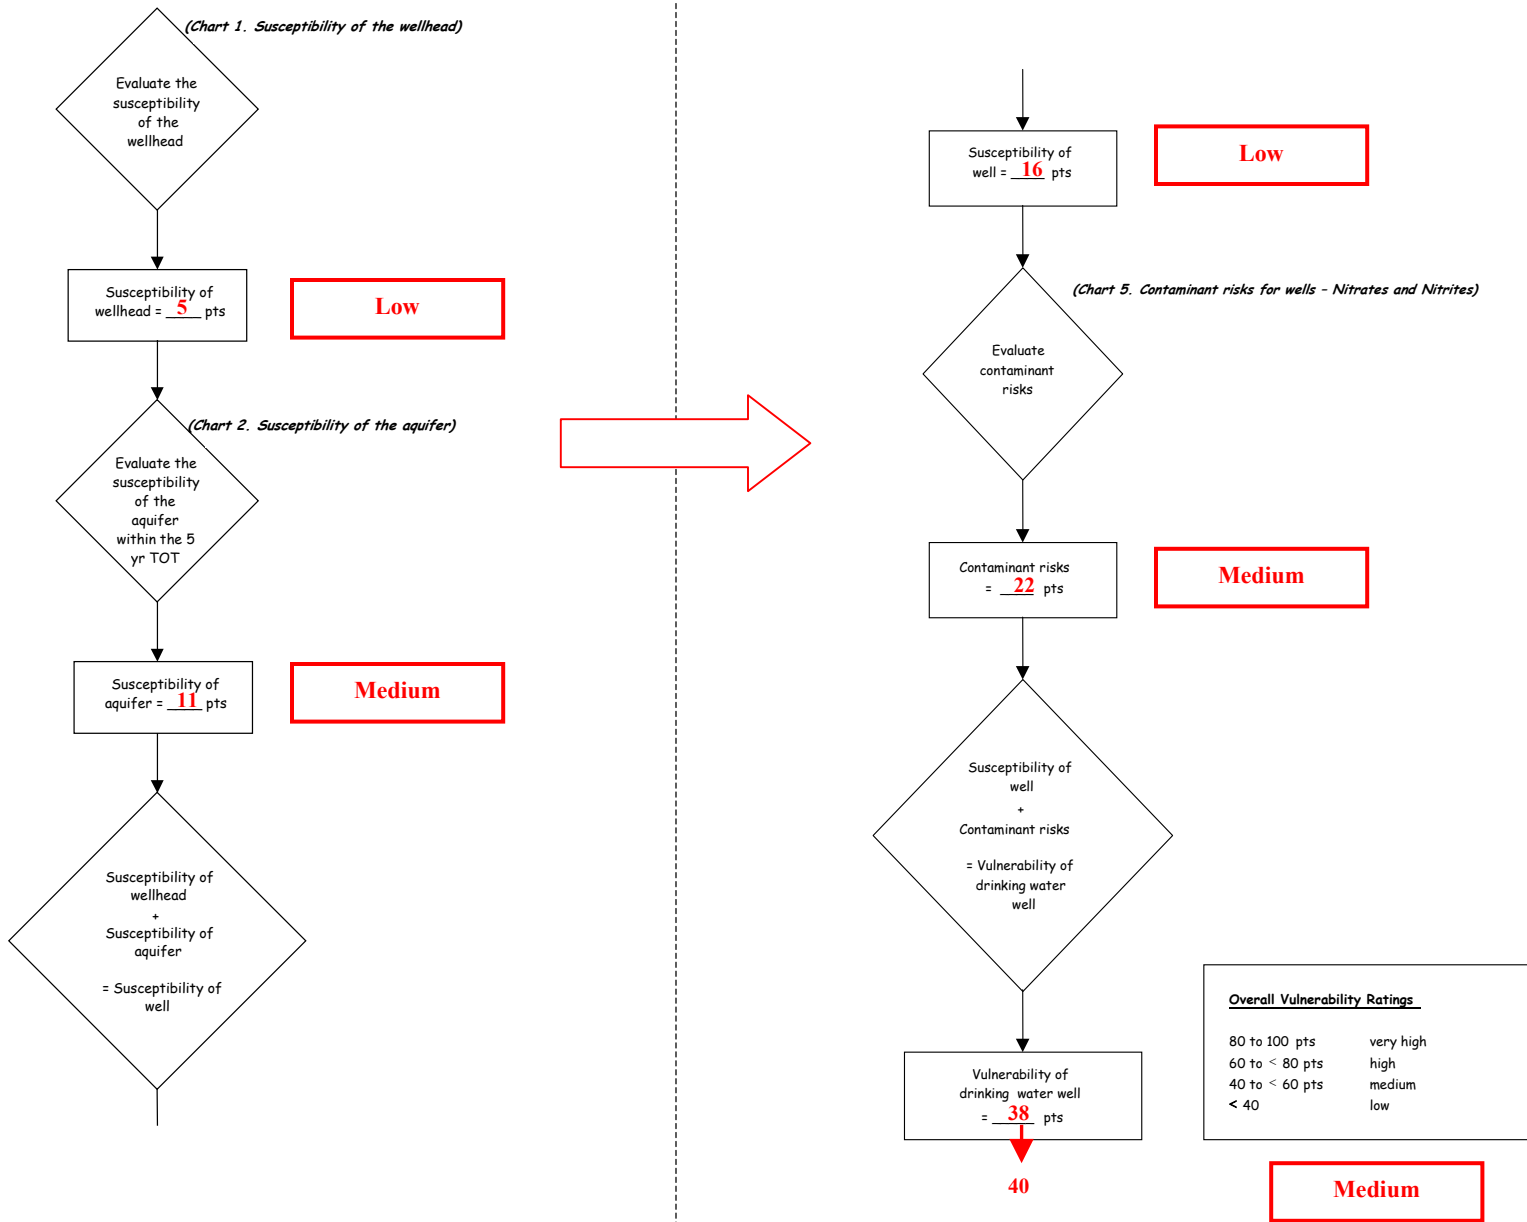 (Chart 1. Susceptibility of the wellhead)
Evaluate the
susceptibility
of the
wellhead
Susceptibility of
wellhead = 5 pts
Low
(Chart 2. Susceptibility of the aquifer)
Evaluate the
susceptibility
of the
aquifer
within the 5
yr TOT
Susceptibility of
aquifer = 11 pts
Medium
Susceptibility of
wellhead
+
Susceptibility of
aquifer
= Susceptibility of
well
Susceptibility of
well = 16 pts
Low
(Chart 5. Contaminant risks for wells – Nitrates and Nitrites)
Evaluate
contaminant
risks
Contaminant risks
= 22 pts
Medium
Susceptibility of
well
+
Contaminant risks
= Vulnerability of
drinking water
well
Vulnerability of
drinking water well
= 38 pts
40
Overall Vulnerability Ratings
80 to 100 pts very high
60 to < 80 pts high
40 to < 60 pts medium
< 40 low
Medium